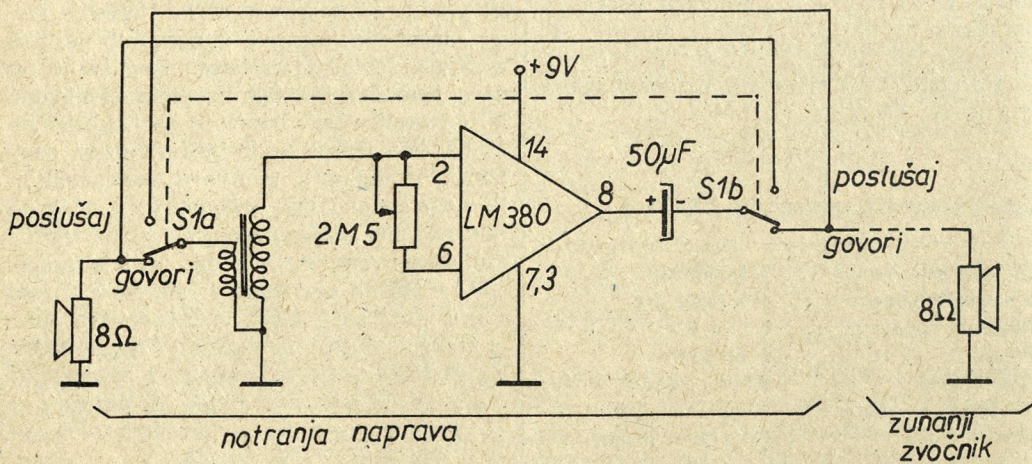 +9V
14
50µF
2
8
+
-
S1b
poslušaj
poslušaj
S1a
LM380
2M5
govori
6
govori
7,3
8Ω
8Ω
notranja naprava
zunanji
zvočnik